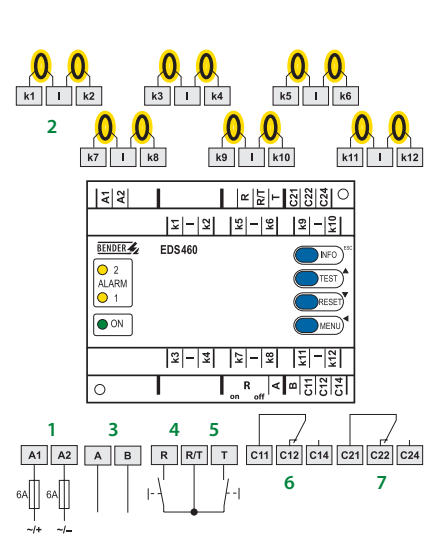 k1 I k2 k3 I k4 k5 I k6
2
k7 I k8 k9 I k10 k11 I k12
A1 A2 R R/T T C21 C22 C24
k1 I k2 k5 I k6 k9 I k10
BENDER EDS460 INFO ESC
2 TEST
ALARM
1 RESET
ON MENU
k3 I k4 k7 I k8 k11 I k12
R A B C11 C12 C14
on off
1 3 4 5
A1 A2 A B R R/T T C11 C12 C14 C21 C22 C24
6 7
6A 6A
~/+ ~/–